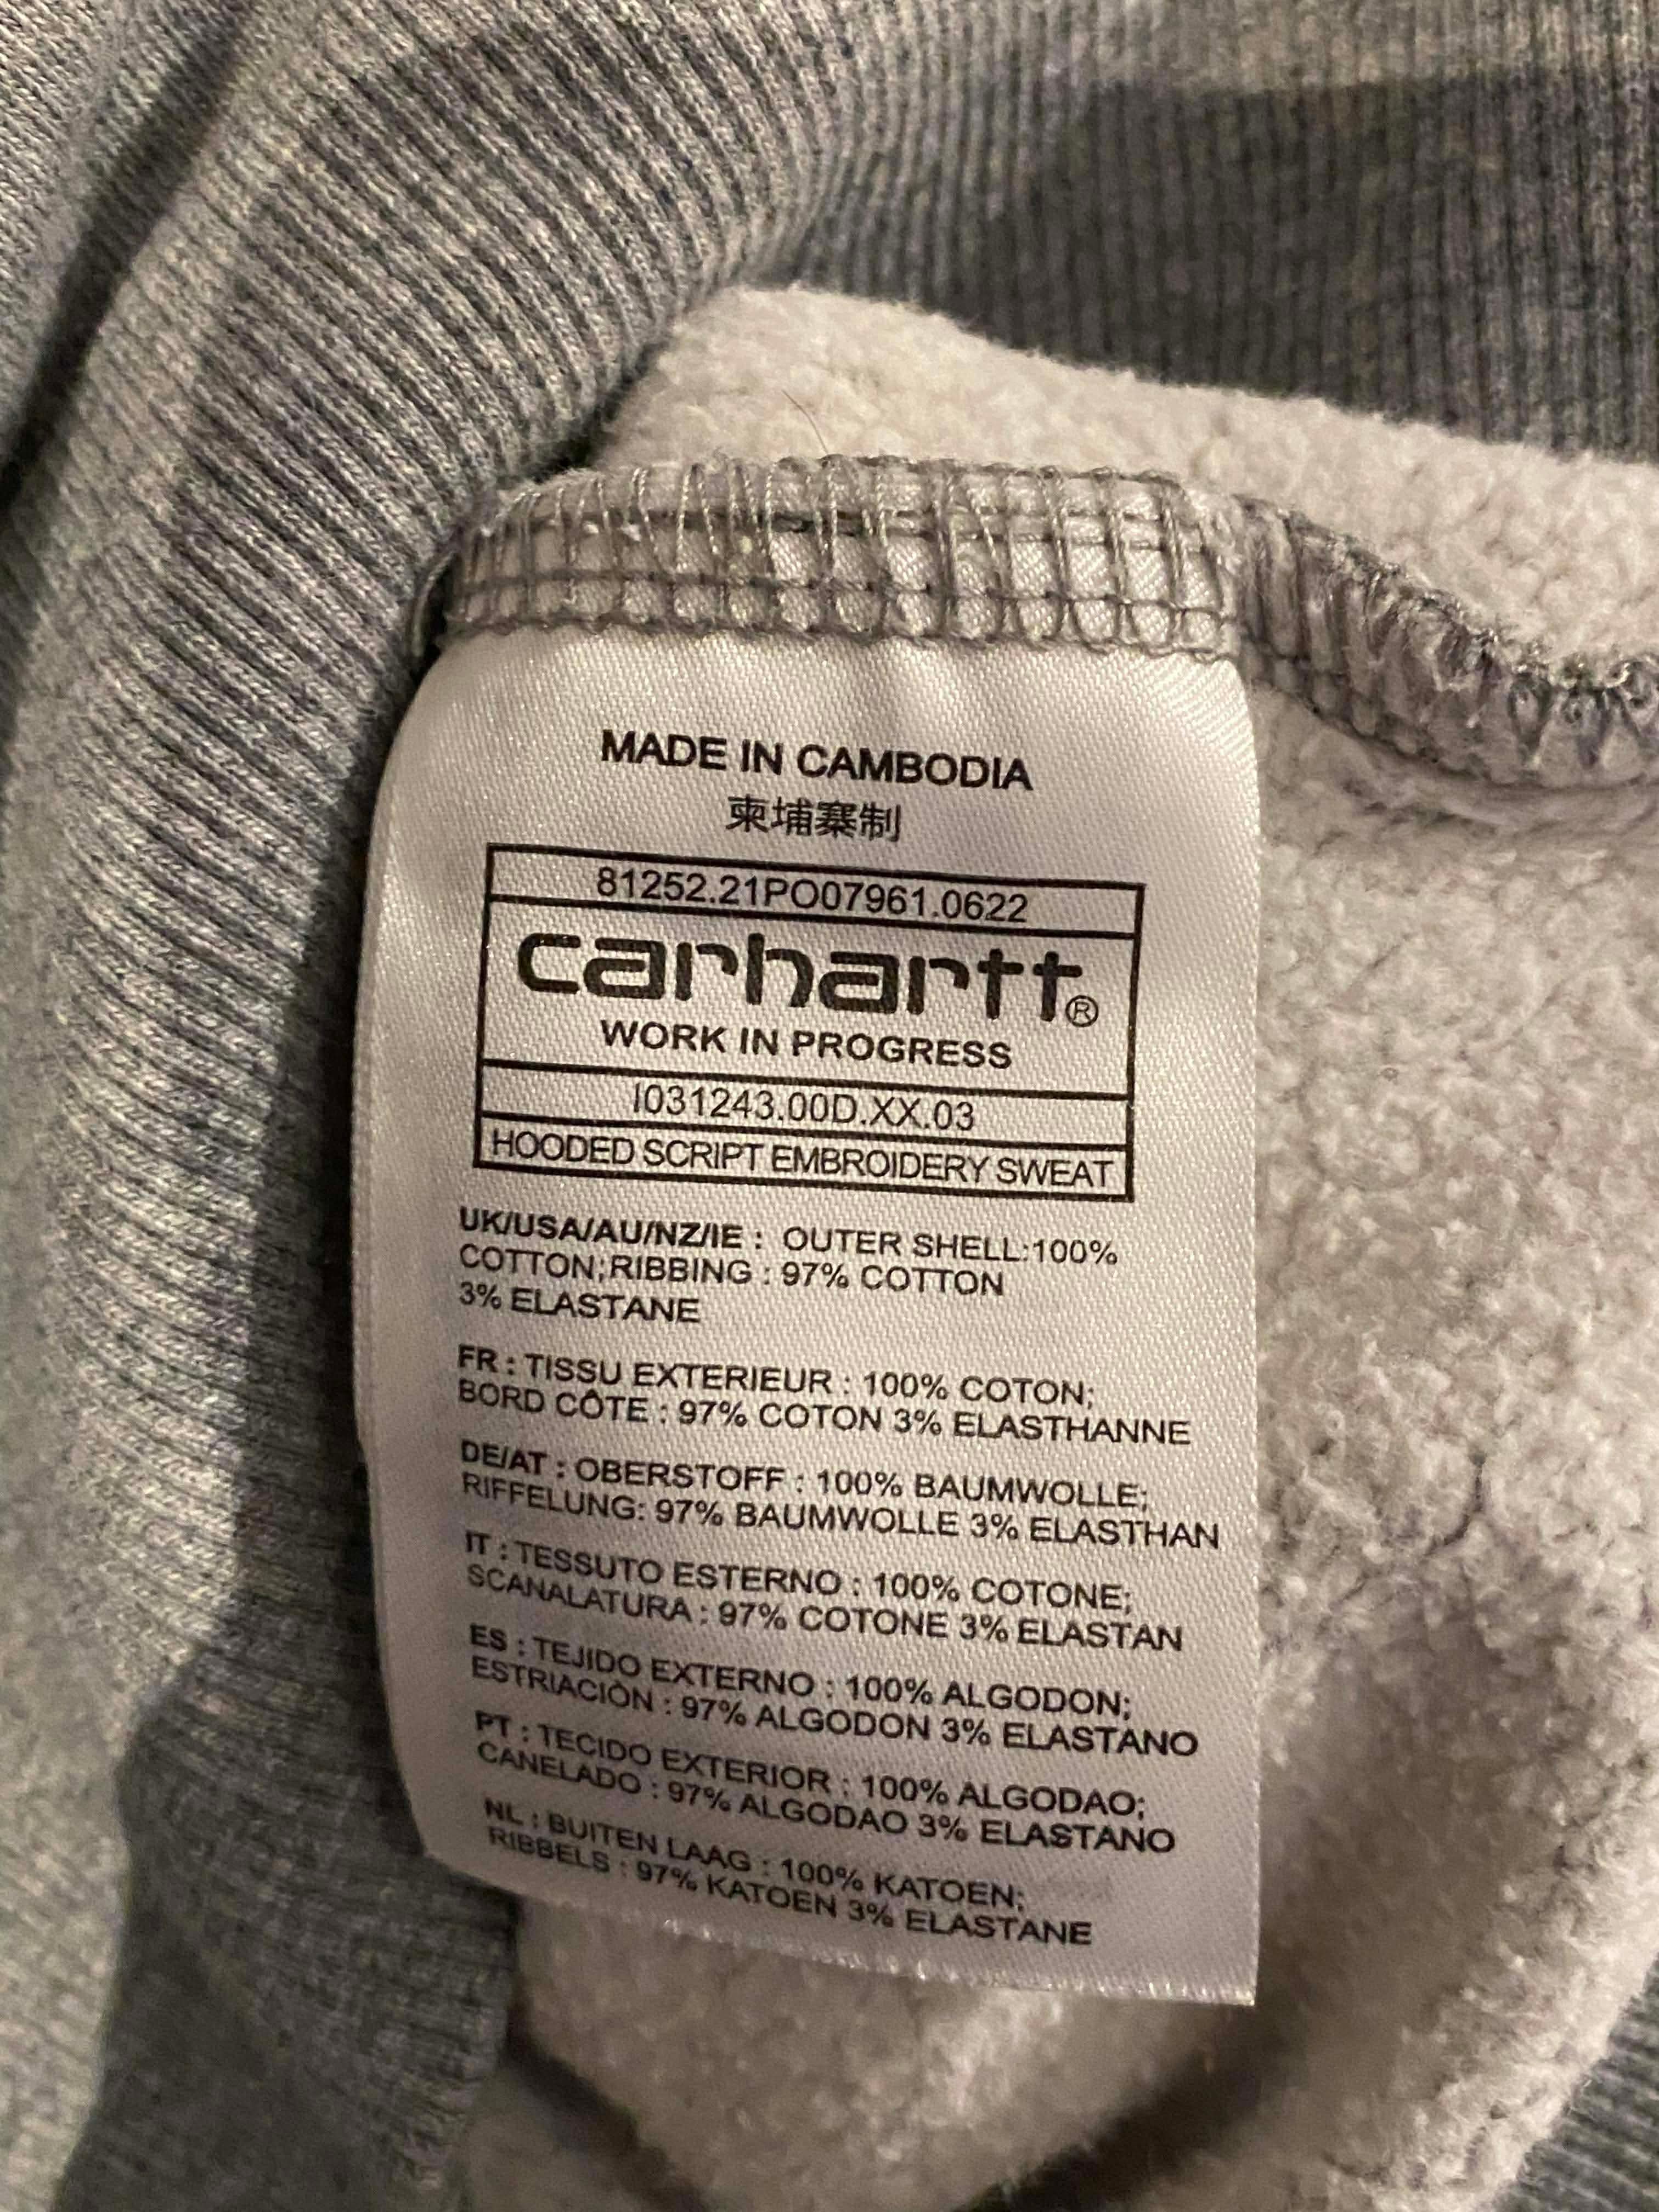 MADE IN CAMBODIA
柬埔寨制
81252.21PO07961.0622
carhartt®
WORK IN PROGRESS
I031243.00D.XX.03
HOODED SCRIPT EMBROIDERY SWEAT
UK/USA/AU/NZ/IE : OUTER SHELL:100%
COTTON;RIBBING : 97% COTTON
3% ELASTANE
FR : TISSU EXTERIEUR : 100% COTON;
BORD CÔTE : 97% COTON 3% ELASTHANNE
DE/AT : OBERSTOFF : 100% BAUMWOLLE;
RIFFELUNG: 97% BAUMWOLLE 3% ELASTHAN
IT : TESSUTO ESTERNO : 100% COTONE;
SCANALATURA : 97% COTONE 3% ELASTAN
ES : TEJIDO EXTERNO : 100% ALGODON;
ESTRIACIÓN : 97% ALGODON 3% ELASTANO
PT : TECIDO EXTERIOR : 100% ALGODAO;
CANELADO : 97% ALGODAO 3% ELASTANO
NL : BUITEN LAAG : 100% KATOEN;
RIBBELS : 97% KATOEN 3% ELASTANE